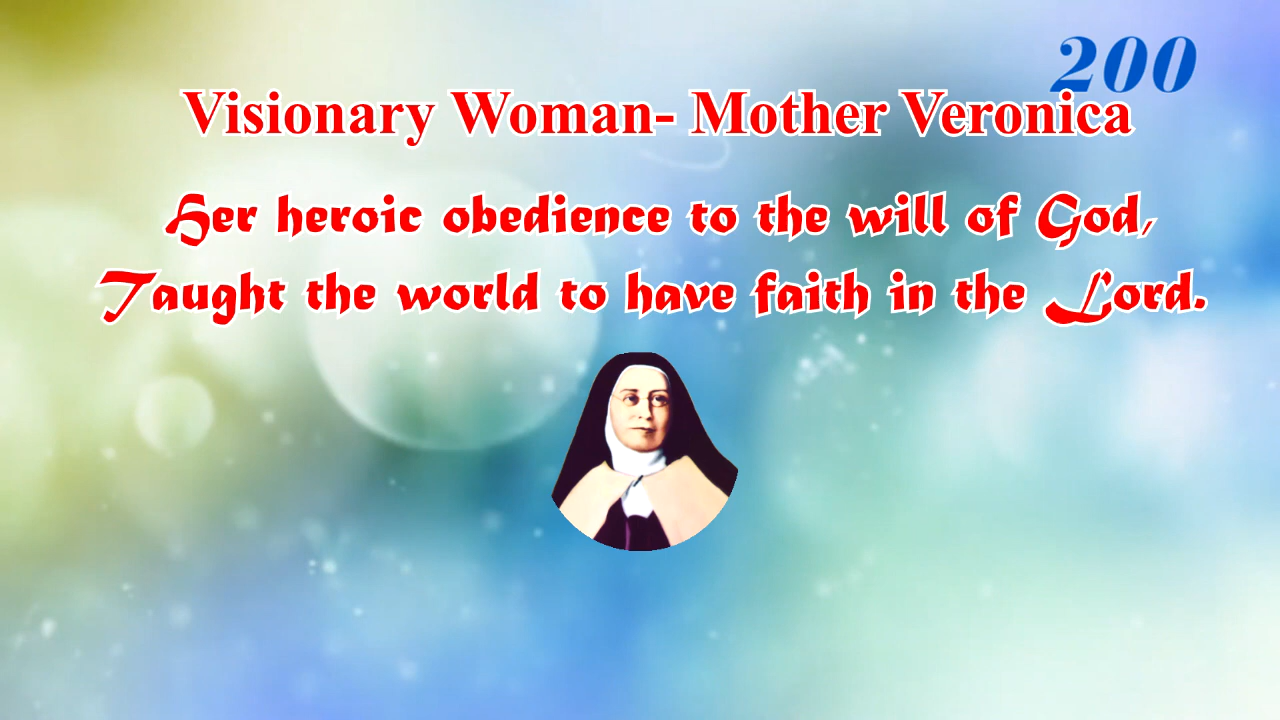 200
Visionary Woman- Mother Veronica
Her heroic obedience to the will of God,
Taught the world to have faith in the Lord.